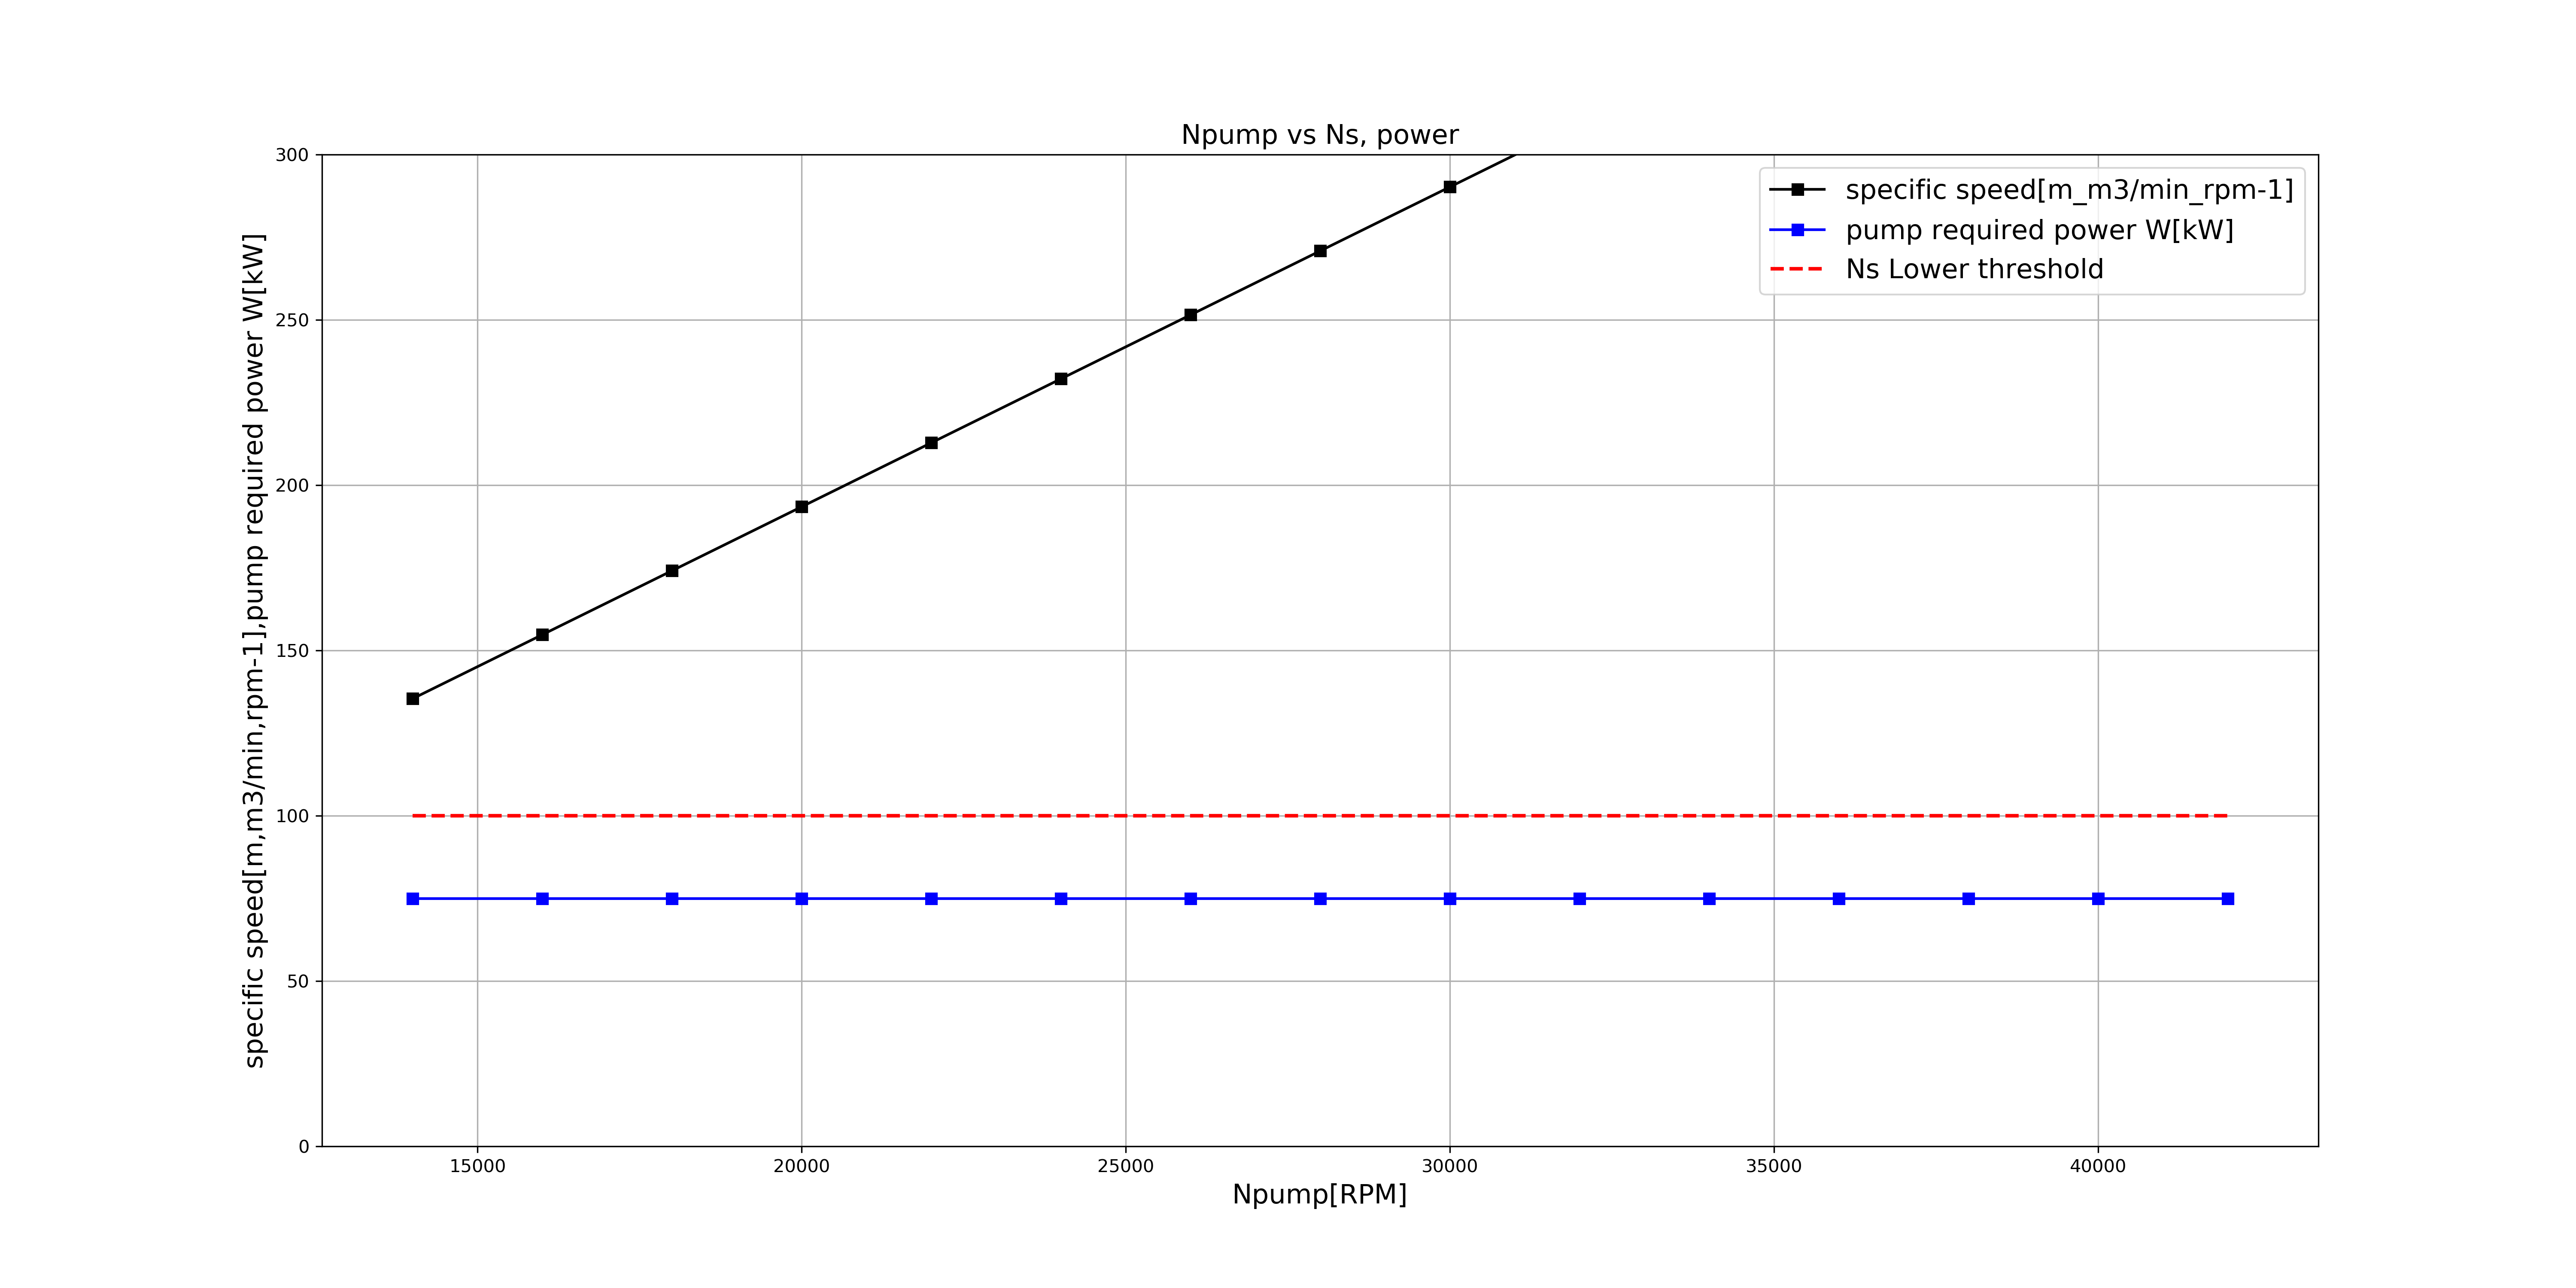 Npump vs Ns, power
specific speed[m,m3/min,rpm-1],pump required power W[kW]
300
250
200
150
100
50
0
specific speed[m_m3/min_rpm-1]
pump required power W[kW]
Ns Lower threshold
15000
20000
25000
30000
35000
40000
Npump[RPM]